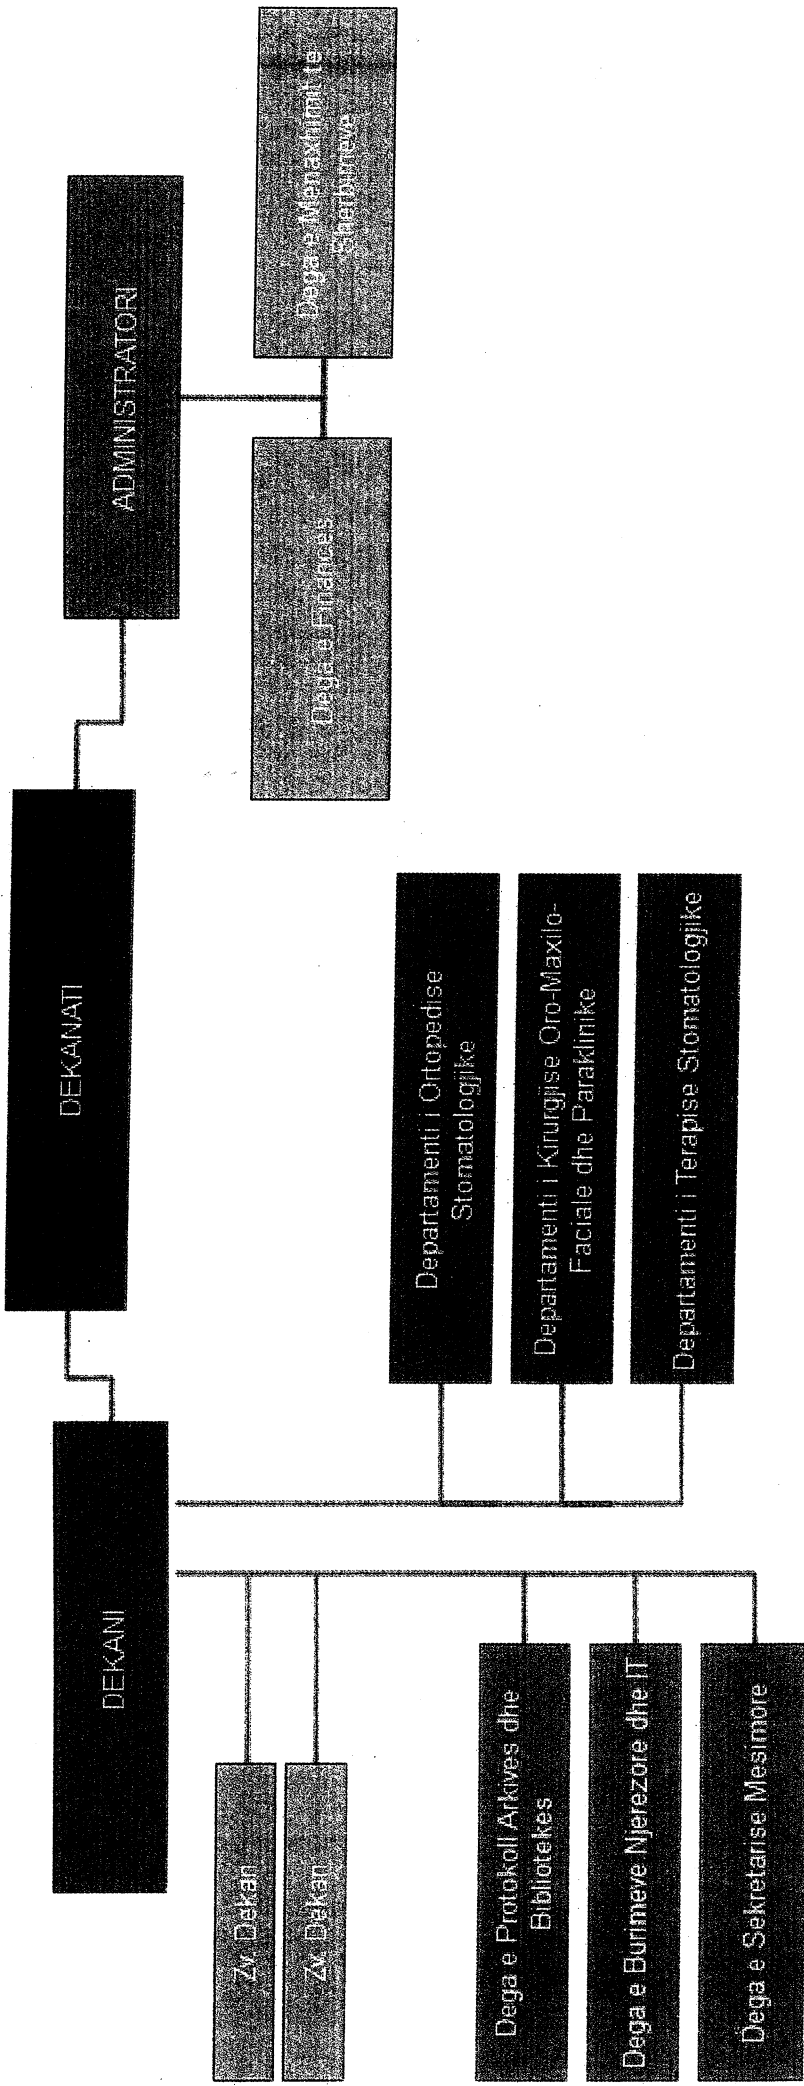 DEKANATI
DEKANI
ADMINISTRATORI
Zv. Dekan
Zv. Dekan
Dega e Protokoll Arkives dhe
Bibliotekes
Dega e Burimeve Njerezore dhe IT
Dega e Sekretarise Mesimore
Departamenti i Ortopedise
Stomatologjike
Departamenti i Kirurgjise Oro-Maxilo-
Faciale dhe Paraklinike
Departamenti i Terapise Stomatologjike
Dega e Finances
Dega e Menaxhimit te
Sherbimeve